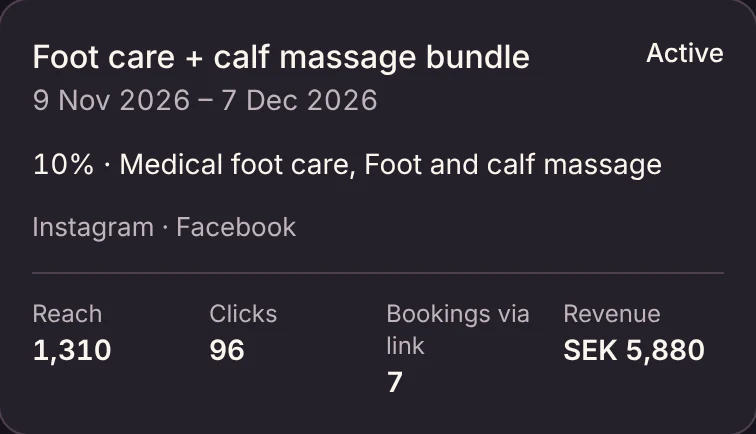 Foot care + calf massage bundle
Active
9 Nov 2026 – 7 Dec 2026
10% · Medical foot care, Foot and calf massage
Instagram · Facebook
Reach
1,310
Clicks
96
Bookings via
link
7
Revenue
SEK 5,880